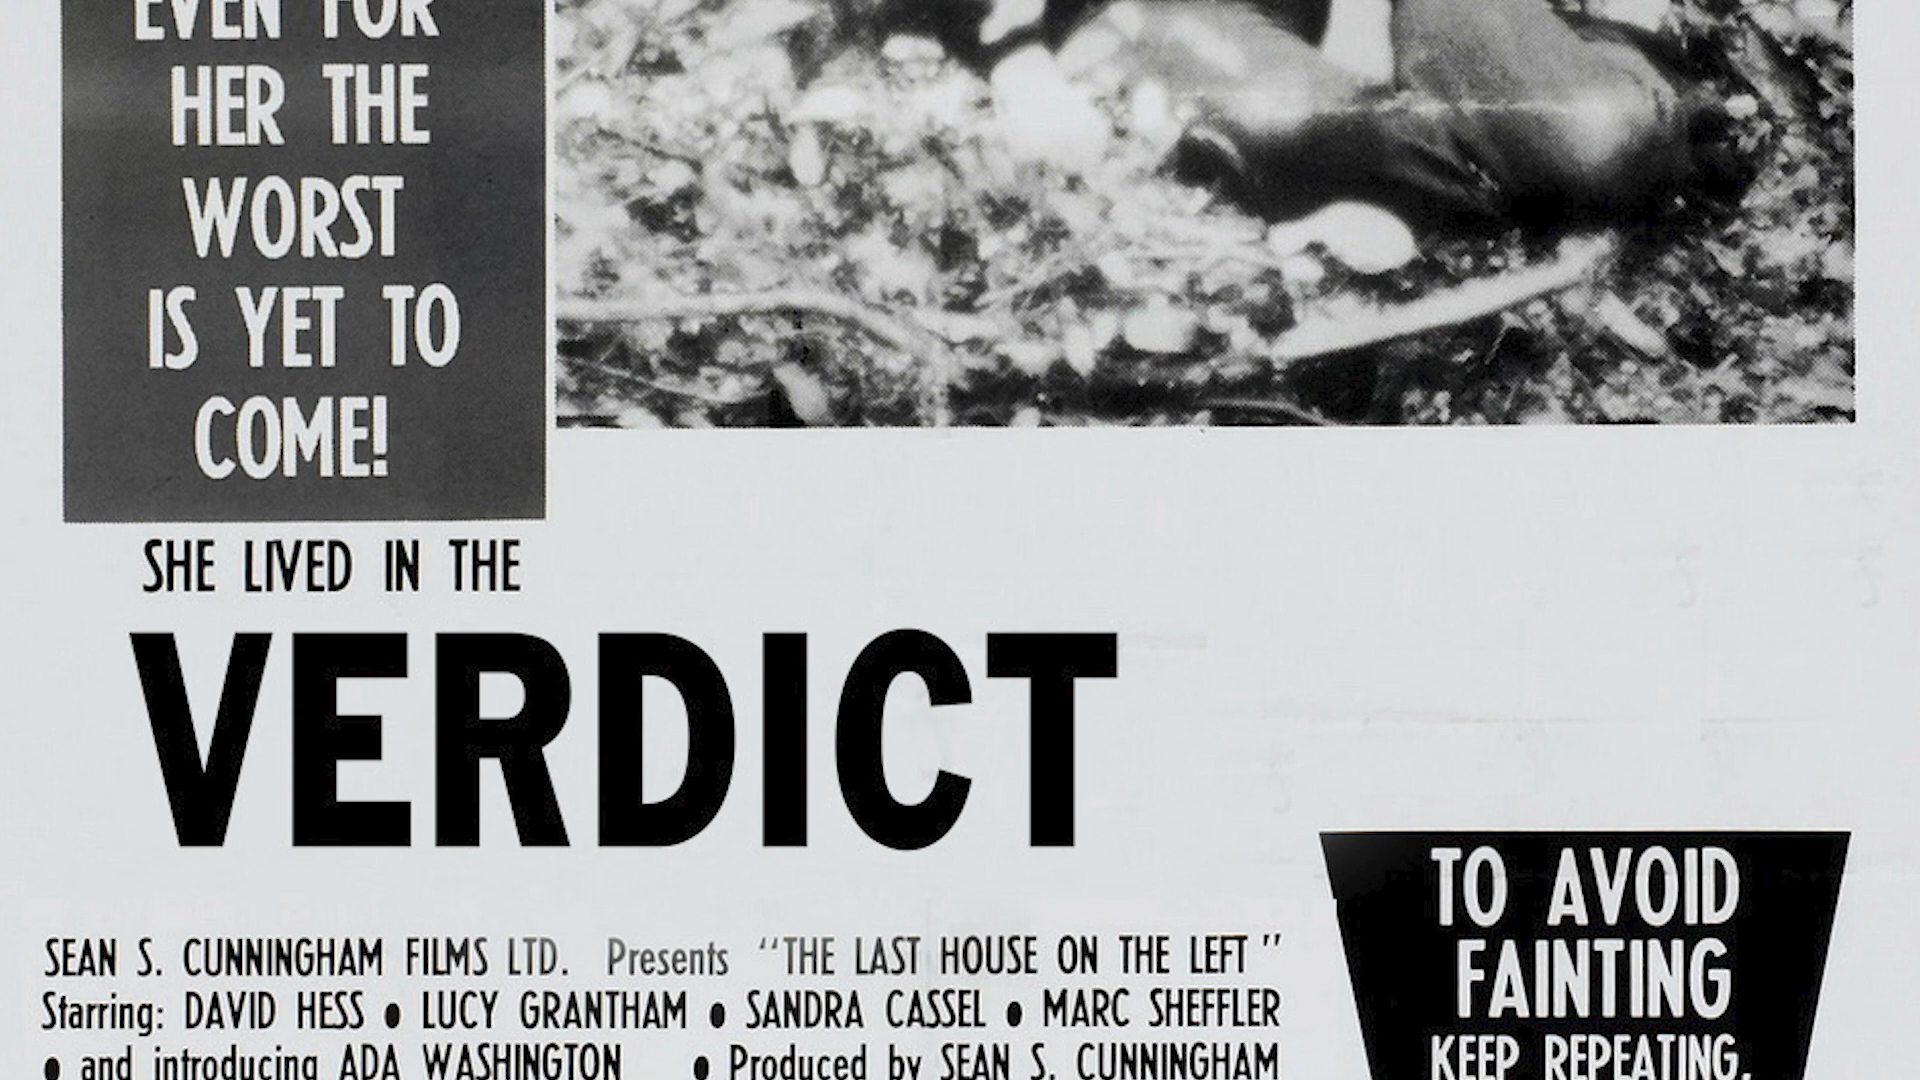 EVEN FOR
HER THE
WORST
IS YET TO
COME!
SHE LIVED IN THE
VERDICT
SEAN S. CUNNINGHAM FILMS LTD. Presents “THE LAST HOUSE ON THE LEFT”
Starring: DAVID HESS ● LUCY GRANTHAM ● SANDRA CASSEL ● MARC SHEFFLER
● and introducing ADA WASHINGTON ● Produced by SEAN S. CUNNINGHAM
TO AVOID
FAINTING
KEEP REPEATING,